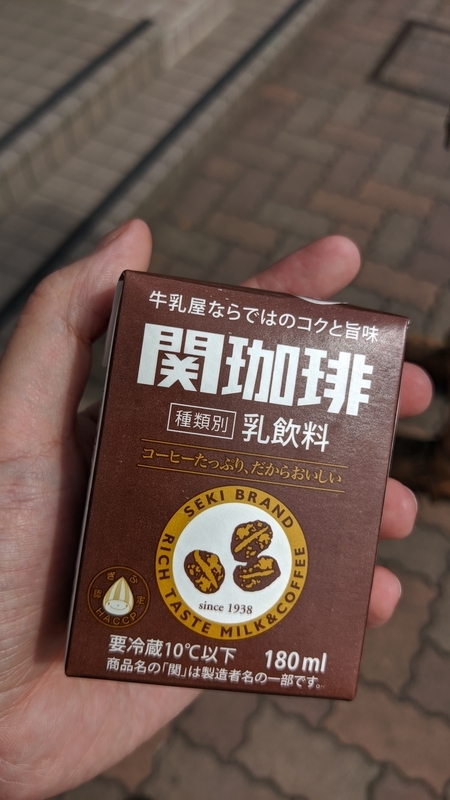 牛乳屋ならではのコクと旨味
関珈琲
種類別 乳飲料
コーヒーたっぷり、だからおいしい
SEKI BRAND
RICH TASTE MILK&COFFEE
since 1938
ぎふ
HACCP
要冷蔵10℃以下 180ml
商品名の「関」は製造者名の一部です。